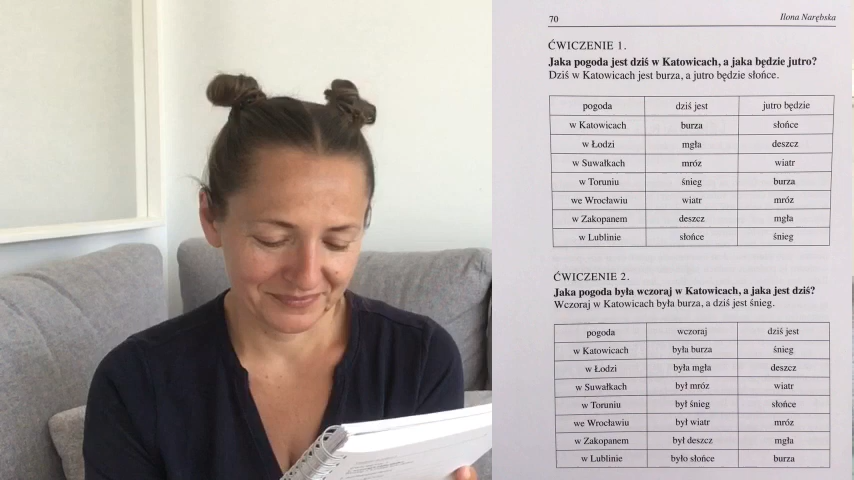 70 Ilona Narębska
ĆWICZENIE 1.
Jaka pogoda jest dziś w Katowicach, a jaka będzie jutro?
Dziś w Katowicach jest burza, a jutro będzie słońce.
pogoda dziś jest jutro będzie
w Katowicach burza słońce
w Łodzi mgła deszcz
w Suwałkach mróz wiatr
w Toruniu śnieg burza
we Wrocławiu wiatr mróz
w Zakopanem deszcz mgła
w Lublinie słońce śnieg
ĆWICZENIE 2.
Jaka pogoda była wczoraj w Katowicach, a jaka jest dziś?
Wczoraj w Katowicach była burza, a dziś jest śnieg.
pogoda wczoraj dziś jest
w Katowicach była burza śnieg
w Łodzi była mgła deszcz
w Suwałkach był mróz wiatr
w Toruniu był śnieg słońce
we Wrocławiu był wiatr mróz
w Zakopanem był deszcz mgła
w Lublinie było słońce burza